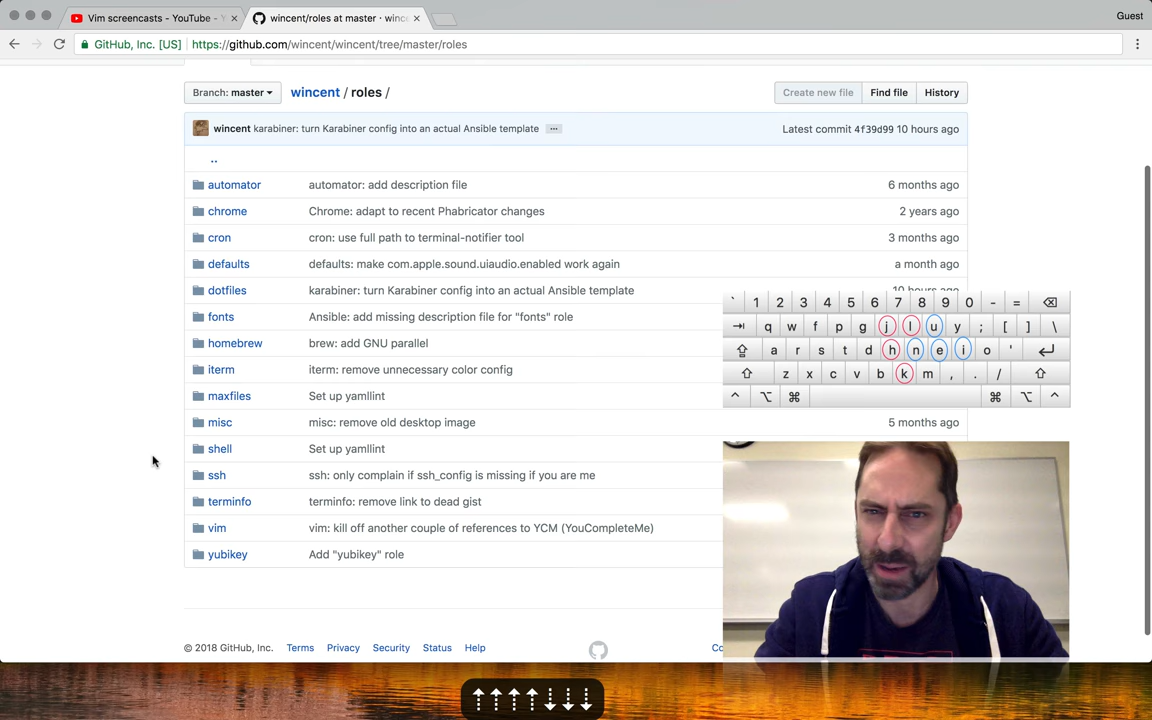 Vim screencasts - YouTube -
wincent/roles at master · winc
Guest
GitHub, Inc. [US]
https://github.com/wincent/wincent/tree/master/roles
Branch: master
wincent / roles /
Create new file
Find file
History
wincent karabiner: turn Karabiner config into an actual Ansible template ...
Latest commit 4f39d99 10 hours ago
..
automator automator: add description file 6 months ago
chrome Chrome: adapt to recent Phabricator changes 2 years ago
cron cron: use full path to terminal-notifier tool 3 months ago
defaults defaults: make com.apple.sound.uiaudio.enabled work again a month ago
dotfiles karabiner: turn Karabiner config into an actual Ansible template 10 hours ago
fonts Ansible: add missing description file for "fonts" role
homebrew brew: add GNU parallel
iterm iterm: remove unnecessary color config
maxfiles Set up yamllint
misc misc: remove old desktop image 5 months ago
shell Set up yamllint
ssh ssh: only complain if ssh_config is missing if you are me
terminfo terminfo: remove link to dead gist
vim vim: kill off another couple of references to YCM (YouCompleteMe)
yubikey Add "yubikey" role
` 1 2 3 4 5 6 7 8 9 0 - = ⌫
⇥ q w f p g j l u y ; [ ] \
⇪ a r s t d h n e i o ' ↵
⇧ z x c v b k m , . / ⇧
^ ⌥ ⌘ ⌘ ⌥ ^
© 2018 GitHub, Inc. Terms Privacy Security Status Help Co
⇡⇡⇡⇡⇣⇣⇣